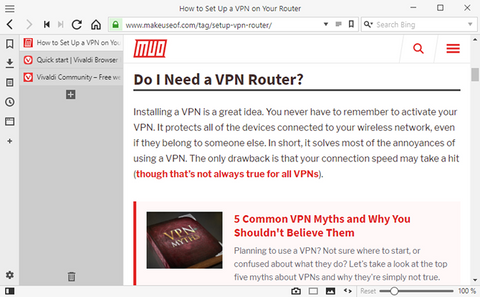 How to Set Up a VPN on Your Router
www.makeuseof.com/tag/setup-vpn-router/
Search Bing
How to Set Up a VPN on You
Quick start | Vivaldi Browser
Vivaldi Community – Free w
MUO
Do I Need a VPN Router?
Installing a VPN is a great idea. You never have to remember to activate your
VPN. It protects all of the devices connected to your wireless network, even
if they belong to someone else. In short, it solves most of the annoyances of
using a VPN. The only drawback is that your connection speed may take a hit
(though that's not always true for all VPNs).
VPN
MYTHS
5 Common VPN Myths and Why You
Shouldn't Believe Them
Planning to use a VPN? Not sure where to start, or
confused about what they do? Let's take a look at the top
five myths about VPNs and why they're simply not true.
Reset
100 %